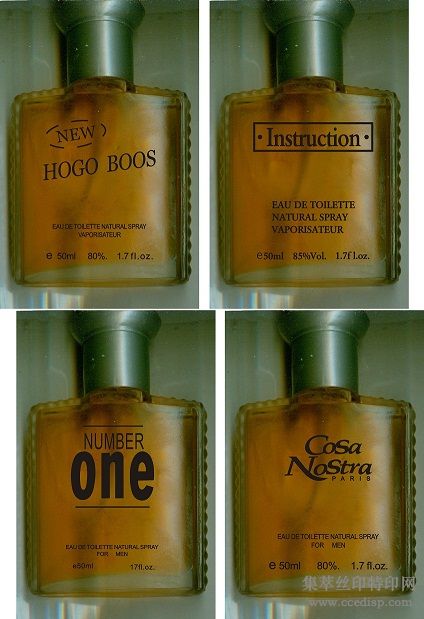 NEW
HOGO BOOS
EAU DE TOILETTE NATURAL SPRAY
VAPORISATEUR
e 50ml 80%. 1.7fl.oz.
·Instruction·
EAU DE TOILETTE
NATURAL SPRAY
VAPORISATEUR
e50ml 85%Vol. 1.7fl.oz.
NUMBER
one
EAU DE TOILETTE NATURAL SPRAY
FOR MEN
e50ml 17fl.oz.
CoSa
NoStra
PARIS
EAU DE TOILETTE NATURAL SPRAY
FOR MEN
e 50ml 80%. 1.7 fl.oz.
集萃丝印特印网
www.ccedisp.com